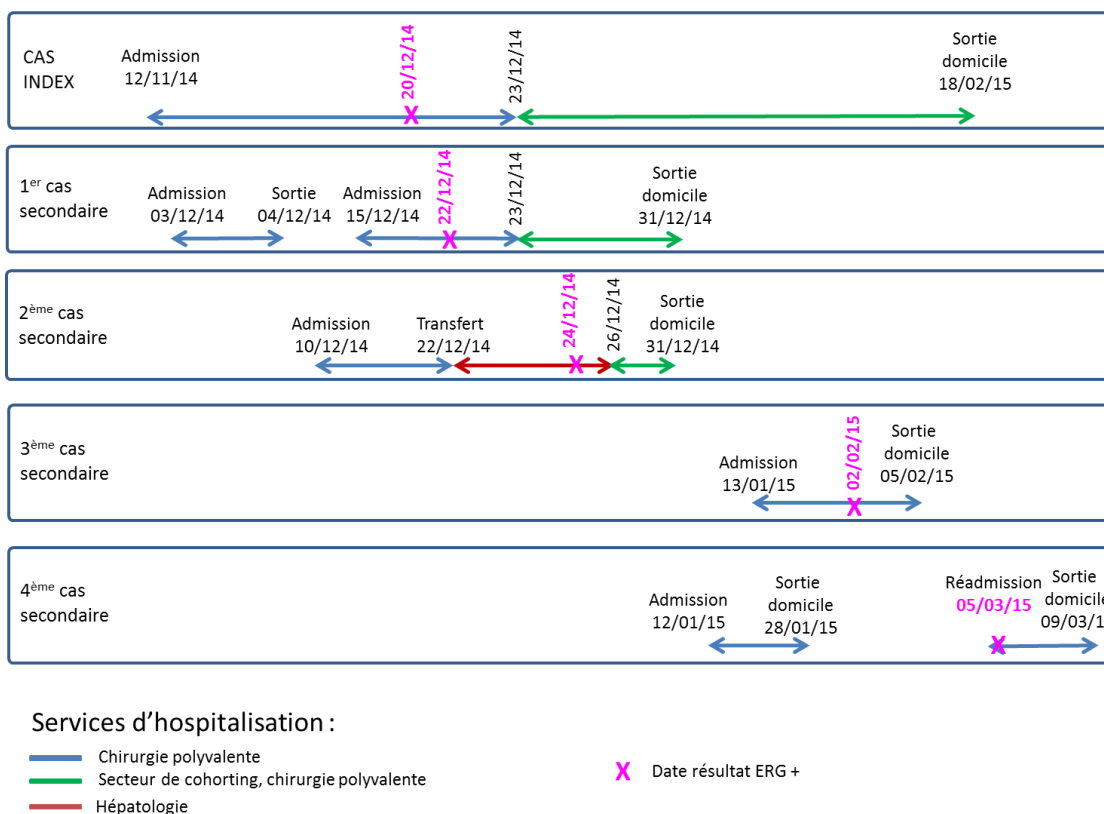 CAS
INDEX
Admission
12/11/14
20/12/14
23/12/14
Sortie
domicile
18/02/15
1er cas
secondaire
Admission
03/12/14
Sortie
04/12/14
Admission
15/12/14
22/12/14
23/12/14
Sortie
domicile
31/12/14
2ème cas
secondaire
Admission
10/12/14
Transfert
22/12/14
24/12/14
26/12/14
Sortie
domicile
31/12/14
3ème cas
secondaire
Admission
13/01/15
02/02/15
Sortie
domicile
05/02/15
4ème cas
secondaire
Admission
12/01/15
Sortie
domicile
28/01/15
Réadmission
05/03/15
Sortie
domicile
09/03/1
Services d’hospitalisation :
Chirurgie polyvalente
Secteur de cohorting, chirurgie polyvalente
Hépatologie
X Date résultat ERG +